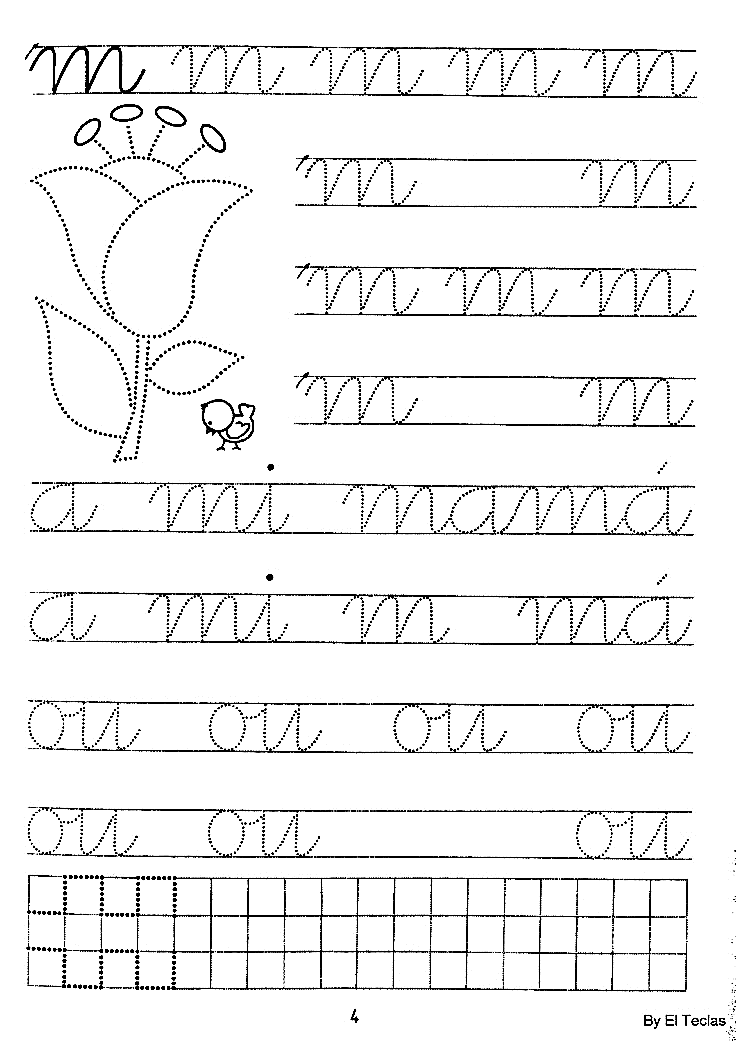 m m m m m
m m
m m m
m m
a mi mamá
a mi m má
ou ou ou ou
ou ou ou
4
By El Teclas